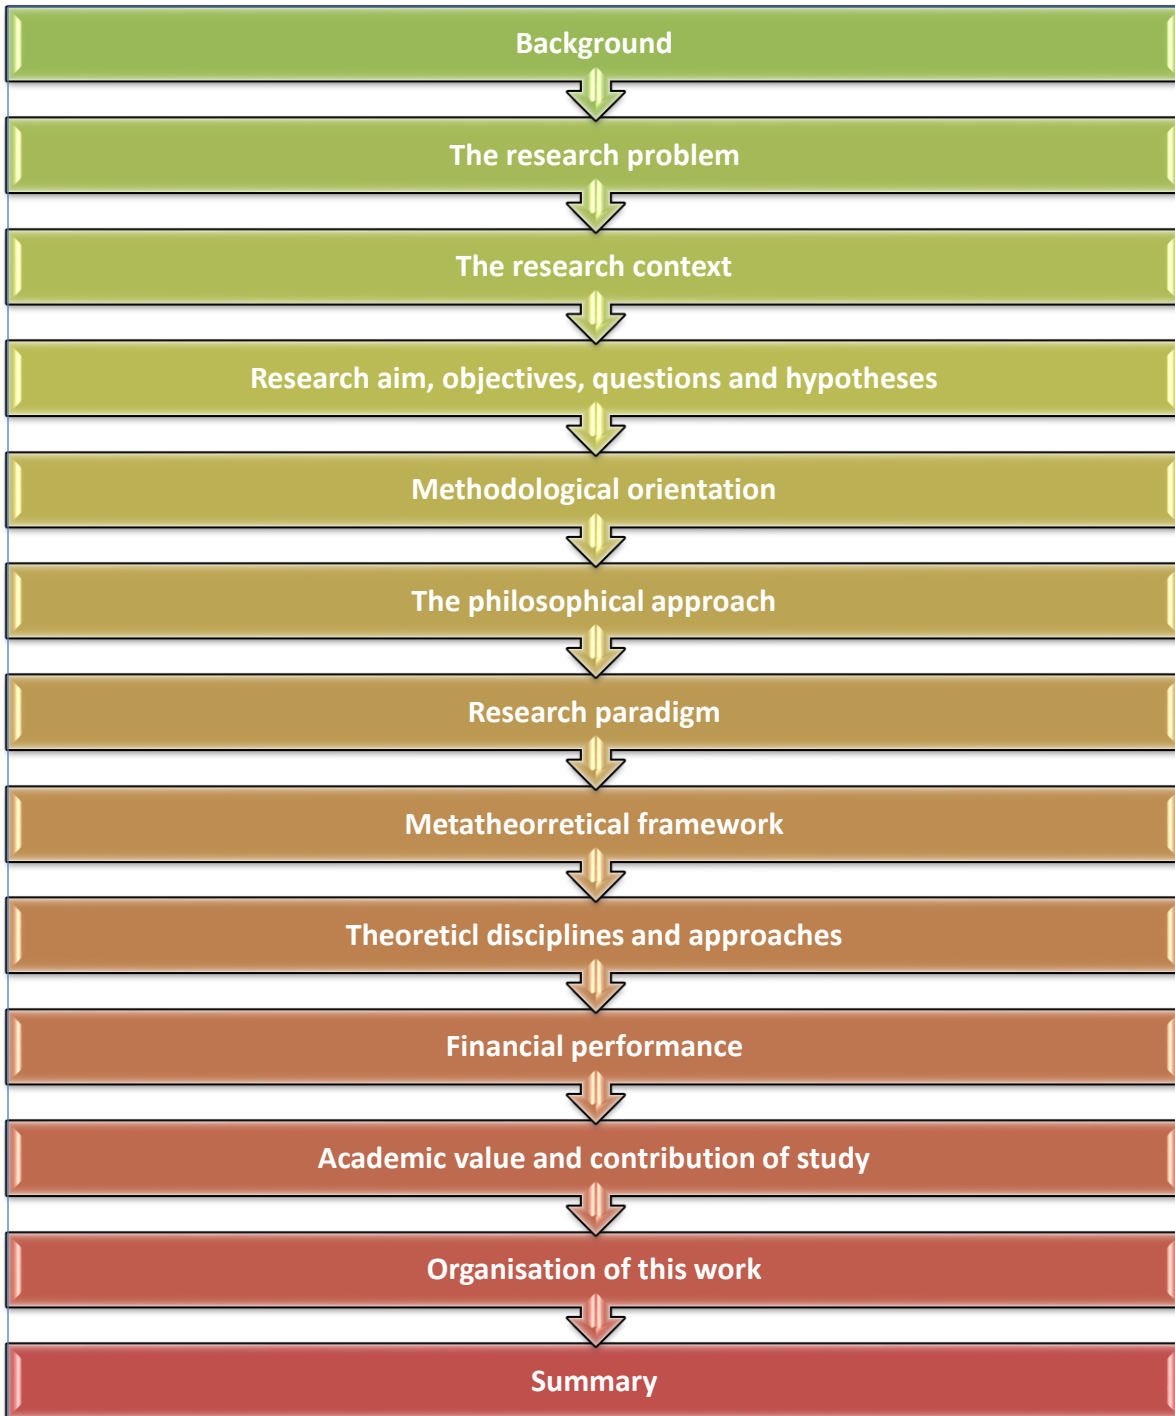 Background
The research problem
The research context
Research aim, objectives, questions and hypotheses
Methodological orientation
The philosophical approach
Research paradigm
Metatheorretical framework
Theoreticl disciplines and approaches
Financial performance
Academic value and contribution of study
Organisation of this work
Summary